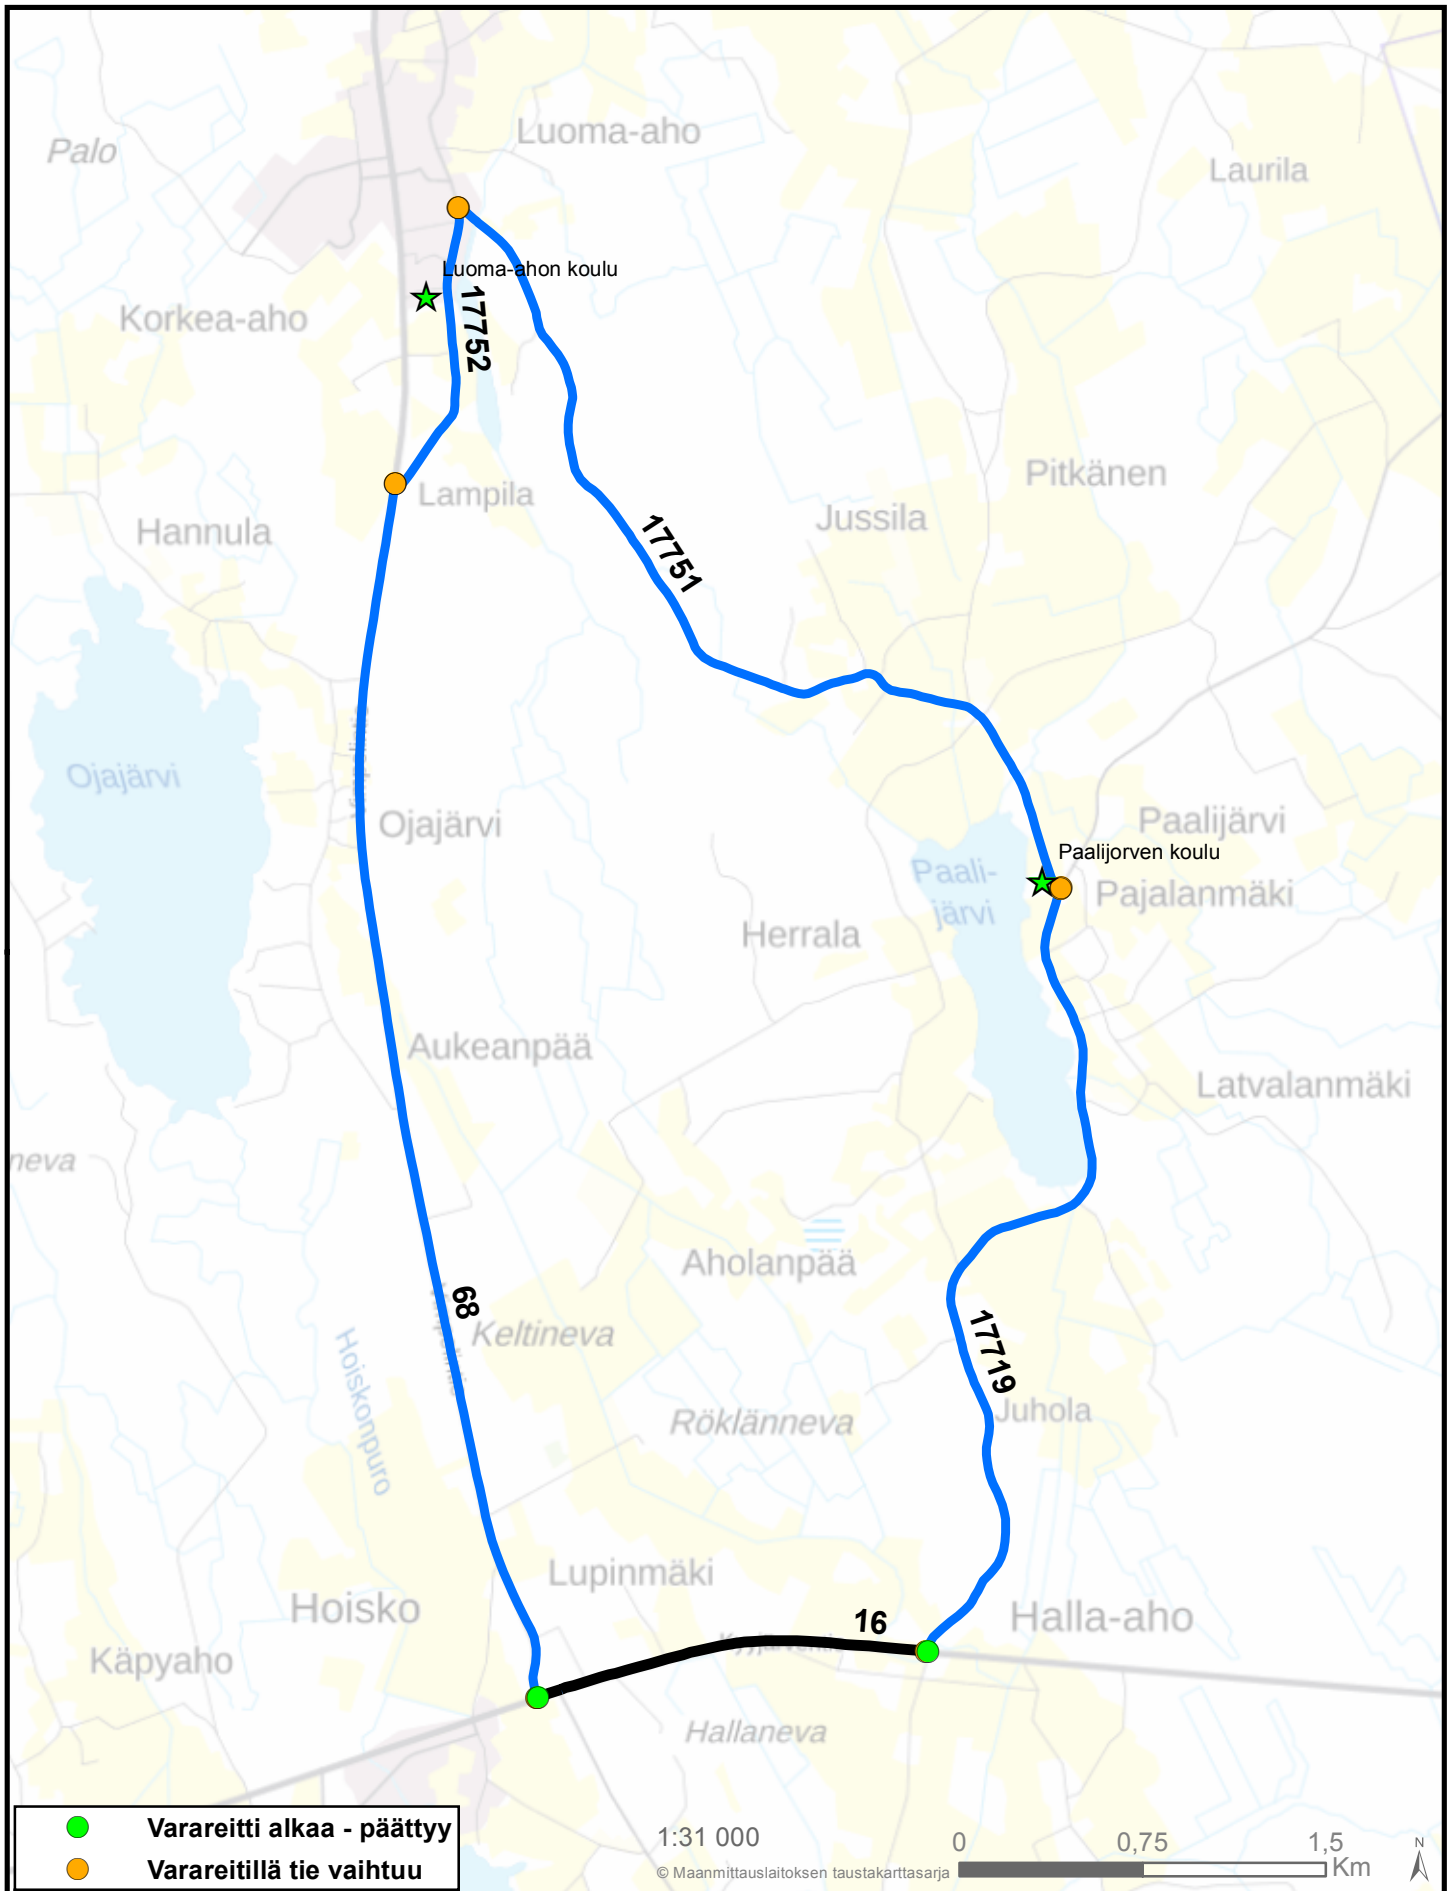 Luoma-aho
Palo
Laurila
Luoma-ahon koulu
Korkea-aho
17752
Pitkänen
Lampila
Jussila
Hannula
17751
Ojajärvi
Ojajärvi
Paalijärvi
Paalijorven koulu
Paali-
järvi
Pajalanmäki
Herrala
Aukeanpää
Latvalanmäki
neva
Aholanpää
68
Keltineva
17719
Hoiskonpuro
Juhola
Röklänneva
Lupinmäki
Hoisko
16
Halla-aho
Käpyaho
Hallaneva
Varareitti alkaa - päättyy
Varareitillä tie vaihtuu
1:31 000
© Maanmittauslaitoksen taustakarttasarja
0 0,75 1,5
Km
N